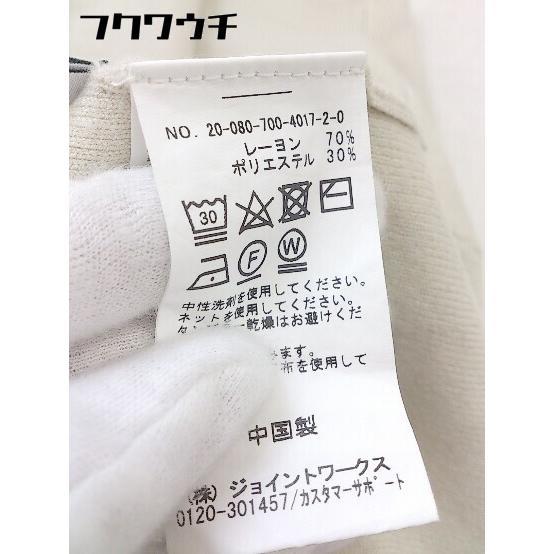 フクワウチ
NO. 20-080-700-4017-2-0
レーヨン 70%
ポリエステル 30%
30
F W
中性洗剤を使用してください。
ネットを使用してください。
乾燥はお避けくだ
ます。
布を使用して
中国製
(株) ジョイントワークス
0120-301457/カスタマーサポート